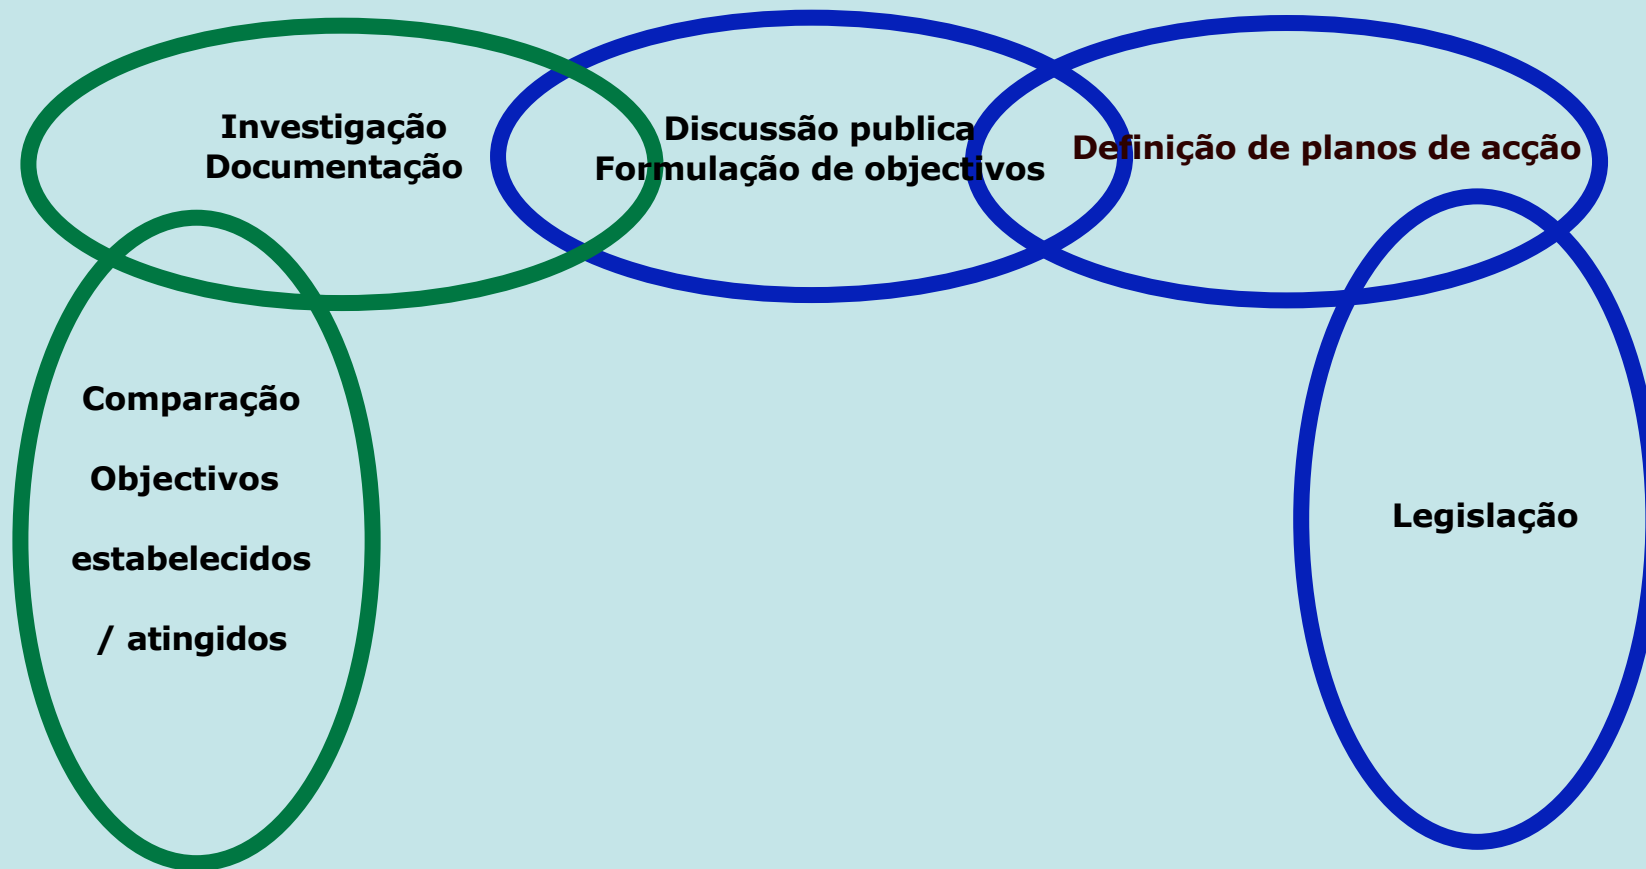 Investigação
Documentação
Discussão publica
Formulação de objectivos
Definição de planos de acção
Comparação
Objectivos
estabelecidos
/ atingidos
Legislação